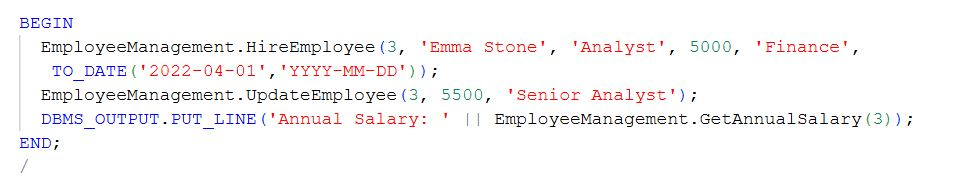 BEGIN
  EmployeeManagement.HireEmployee(3, 'Emma Stone', 'Analyst', 5000, 'Finance',
   TO_DATE('2022-04-01','YYYY-MM-DD'));
  EmployeeManagement.UpdateEmployee(3, 5500, 'Senior Analyst');
  DBMS_OUTPUT.PUT_LINE('Annual Salary: ' || EmployeeManagement.GetAnnualSalary(3));
END;
/